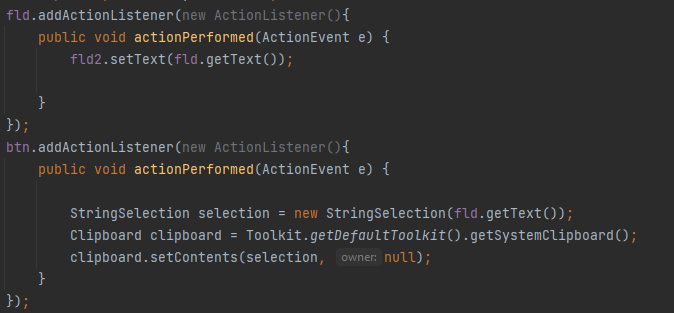 fld.addActionListener(new ActionListener(){
    public void actionPerformed(ActionEvent e) {
        fld2.setText(fld.getText());
    }
});
btn.addActionListener(new ActionListener(){
    public void actionPerformed(ActionEvent e) {
        StringSelection selection = new StringSelection(fld.getText());
        Clipboard clipboard = Toolkit.getDefaultToolkit().getSystemClipboard();
        clipboard.setContents(selection, owner: null);
    }
});